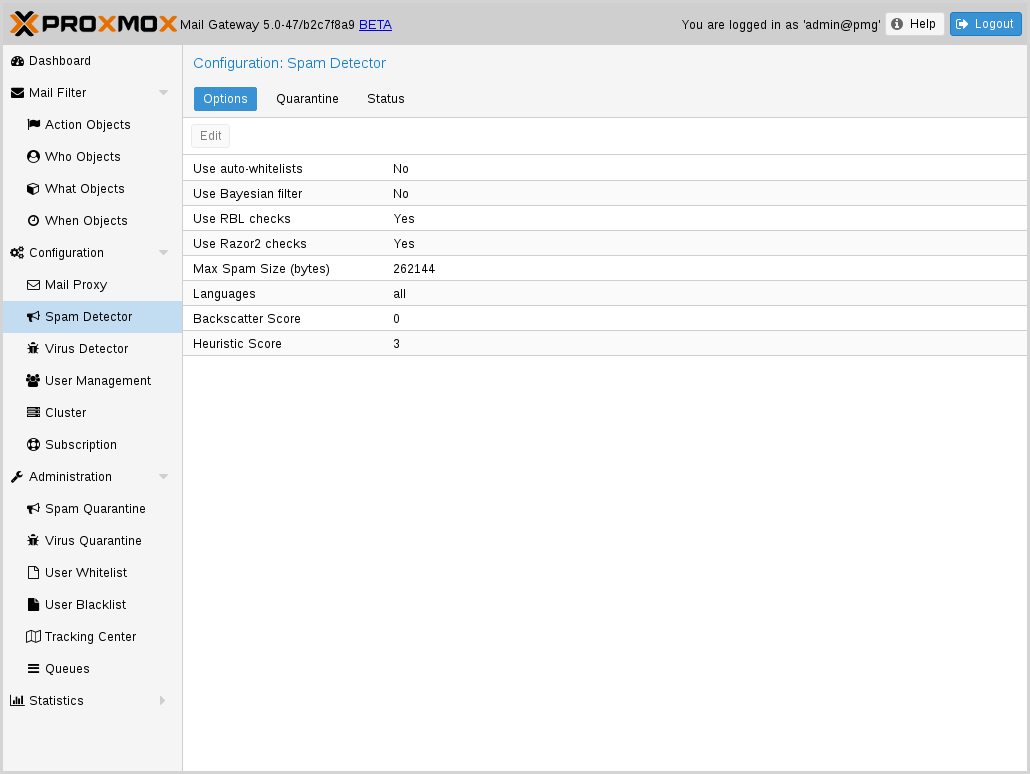 PROXMOX Mail Gateway 5.0-47/b2c7f8a9 BETA You are logged in as 'admin@pmg' Help Logout
Dashboard
Mail Filter
Action Objects
Who Objects
What Objects
When Objects
Configuration
Mail Proxy
Spam Detector
Virus Detector
User Management
Cluster
Subscription
Administration
Spam Quarantine
Virus Quarantine
User Whitelist
User Blacklist
Tracking Center
Queues
Statistics
Configuration: Spam Detector
Options Quarantine Status
Edit
Use auto-whitelists No
Use Bayesian filter No
Use RBL checks Yes
Use Razor2 checks Yes
Max Spam Size (bytes) 262144
Languages all
Backscatter Score 0
Heuristic Score 3